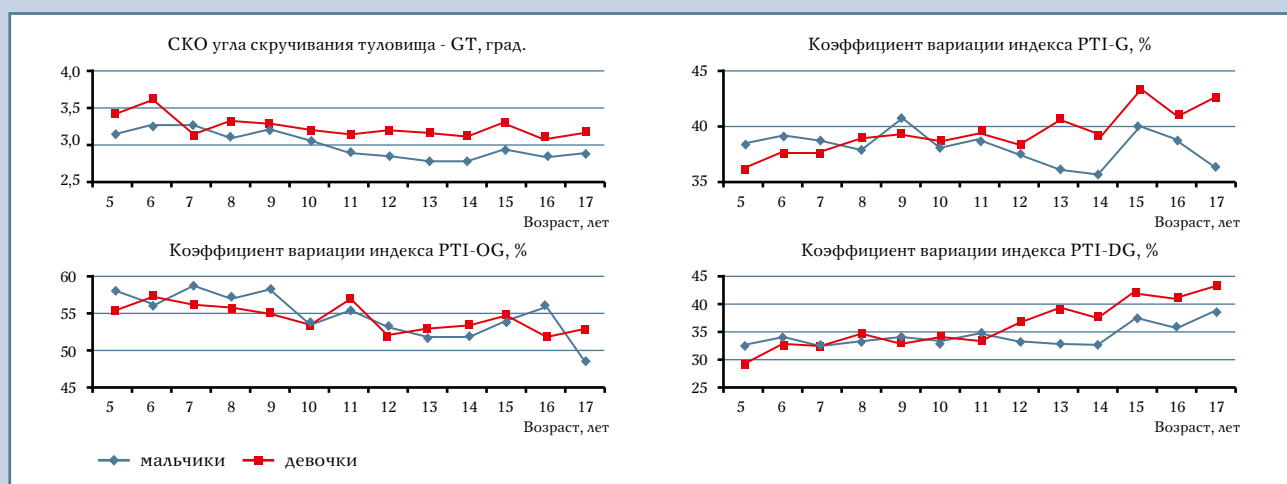 СКО угла скручивания туловища - GT, град.
4,0
3,5
3,0
2,5
5 6 7 8 9 10 11 12 13 14 15 16 17
Возраст, лет
Коэффициент вариации индекса PTI-G, %
45
40
35
5 6 7 8 9 10 11 12 13 14 15 16 17
Возраст, лет
Коэффициент вариации индекса PTI-OG, %
60
55
50
45
5 6 7 8 9 10 11 12 13 14 15 16 17
Возраст, лет
Коэффициент вариации индекса PTI-DG, %
45
40
35
30
25
5 6 7 8 9 10 11 12 13 14 15 16 17
Возраст, лет
мальчики девочки